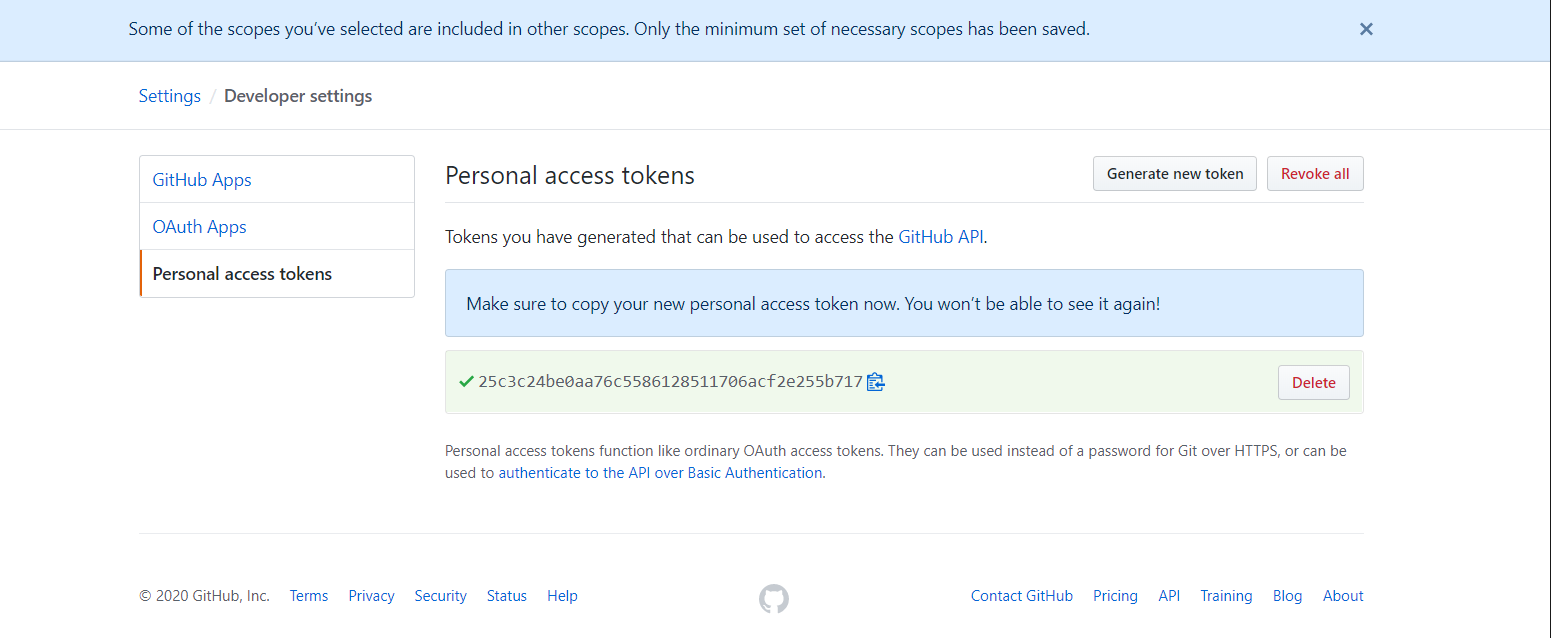 Some of the scopes you’ve selected are included in other scopes. Only the minimum set of necessary scopes has been saved.
Settings / Developer settings
GitHub Apps
OAuth Apps
Personal access tokens
Personal access tokens
Generate new token
Revoke all
Tokens you have generated that can be used to access the GitHub API.
Make sure to copy your new personal access token now. You won’t be able to see it again!
25c3c24be0aa76c5586128511706acf2e255b717
Delete
Personal access tokens function like ordinary OAuth access tokens. They can be used instead of a password for Git over HTTPS, or can be
used to authenticate to the API over Basic Authentication.
© 2020 GitHub, Inc. Terms Privacy Security Status Help
Contact GitHub Pricing API Training Blog About